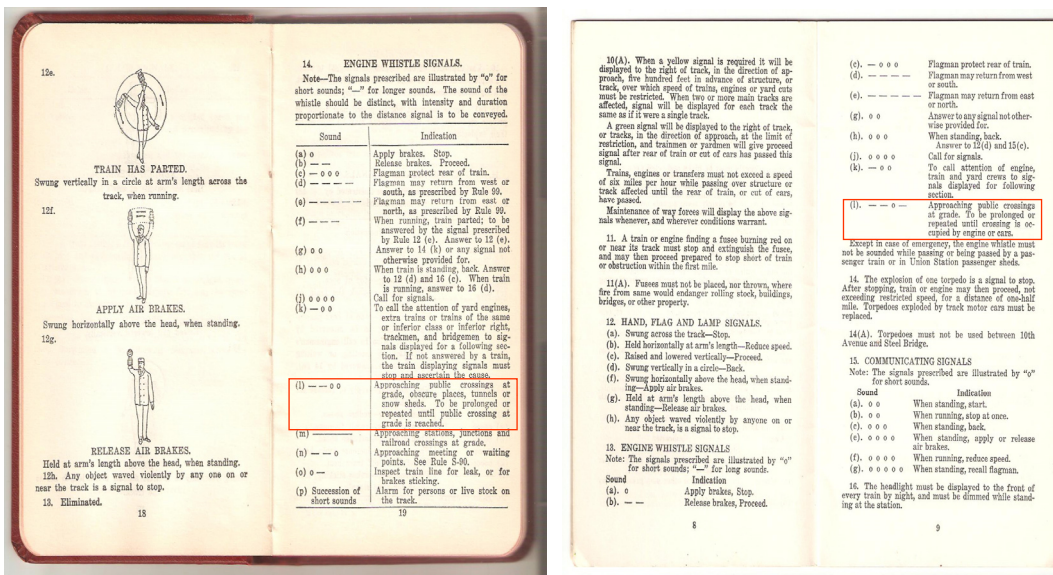 12e.
TRAIN HAS PARTED.
Swung vertically in a circle at arm's length across the
track, when running.
12f.
APPLY AIR BRAKES.
Swung horizontally above the head, when standing.
12g.
RELEASE AIR BRAKES.
Held at arm's length above the head, when standing.
12h. Any object waved violently by any one on or
near the track is a signal to stop.
13. Eliminated.
18
14. ENGINE WHISTLE SIGNALS.
Note—The signals prescribed are illustrated by "o" for
short sounds; "—" for longer sounds. The sound of the
whistle should be distinct, with intensity and duration
proportionate to the distance signal is to be conveyed.
Sound Indication
(a) o Apply brakes. Stop.
(b) — — Release brakes. Proceed.
(c) — o o o Flagman protect rear of train.
(d) — — — — Flagman may return from west or
south, as prescribed by Rule 99.
(e) — — — — — Flagman may return from east or
north, as prescribed by Rule 99.
(f) — — — When running, train parted; to be
answered by the signal prescribed
by Rule 12 (e). Answer to 12 (e).
(g) o o Answer to 14 (k) or any signal not
otherwise provided for.
(h) o o o When train is standing, back. Answer
to 12 (d) and 16 (c). When train
is running, answer to 16 (d).
(j) o o o o Call for signals.
(k) — o o To call the attention of yard engines,
extra trains or trains of the same
or inferior class or inferior right,
trackmen, and bridgemen to sig-
nals displayed for a following sec-
tion. If not answered by a train,
the train displaying signals must
stop and ascertain the cause.
(l) — — o o Approaching public crossings at
grade, obscure places, tunnels or
snow sheds. To be prolonged or
repeated until public crossing at
grade is reached.
(m) ——— Approaching stations, junctions and
railroad crossings at grade.
(n) — — o Approaching meeting or waiting
points. See Rule S-90.
(o) o — Inspect train line for leak, or for
brakes sticking.
(p) Succession of Alarm for persons or live stock on
short sounds the track.
19
10(A). When a yellow signal is required it will be
displayed to the right of track, in the direction of ap-
proach, five hundred feet in advance of structure, or
track, over which speed of trains, engines or yard cuts
must be restricted. When two or more main tracks are
affected, signal will be displayed for each track the
same as if it were a single track.
A green signal will be displayed to the right of track,
or tracks, in the direction of approach, at the limit of
restriction, and trainmen or yardmen will give proceed
signal after rear of train or cut of cars has passed this
signal.
Trains, engines or transfers must not exceed a speed
of six miles per hour while passing over structure or
track affected until the rear of train, or cut of cars,
have passed.
Maintenance of way forces will display the above sig-
nals whenever, and wherever conditions warrant.
11. A train or engine finding a fusee burning red on
or near its track must stop and extinguish the fusee,
and may then proceed prepared to stop short of train
or obstruction within the first mile.
11(A). Fusees must not be placed, nor thrown, where
fire from same would endanger rolling stock, buildings,
bridges, or other property.
12. HAND, FLAG AND LAMP SIGNALS.
(a). Swung across the track—Stop.
(b). Held horizontally at arm's length—Reduce speed.
(c). Raised and lowered vertically—Proceed.
(d). Swung vertically in a circle—Back.
(f). Swung horizontally above the head, when stand-
ing—Apply air brakes.
(g). Held at arm's length above the head, when
standing—Release air brakes.
(h). Any object waved violently by anyone on or
near the track, is a signal to stop.
13. ENGINE WHISTLE SIGNALS
Note: The signals prescribed are illustrated by "o"
for short sounds; "—" for long sounds.
Sound Indication
(a). o Apply brakes, Stop.
(b). — — Release brakes, Proceed.
8
(c). — o o o Flagman protect rear of train.
(d). — — — — Flagman may return from west
or south.
(e). — — — — — Flagman may return from east
or north.
(g). o o Answer to any signal not other-
wise provided for.
(h). o o o When standing, back.
Answer to 12(d) and 15(c).
(j). o o o o Call for signals.
(k). — o o To call attention of engine,
train and yard crews to sig-
nals displayed for following
section.
(l). — — o — Approaching public crossings
at grade. To be prolonged or
repeated until crossing is oc-
cupied by engine or cars.
Except in case of emergency, the engine whistle must
not be sounded while passing or being passed by a pas-
senger train or in Union Station passenger sheds.
14. The explosion of one torpedo is a signal to stop.
After stopping, train or engine may then proceed, not
exceeding restricted speed, for a distance of one-half
mile. Torpedoes exploded by track motor cars must be
replaced.
14(A). Torpedoes must not be used between 10th
Avenue and Steel Bridge.
15. COMMUNICATING SIGNALS
Note: The signals prescribed are illustrated by "o"
for short sounds.
Sound Indication
(a). o o When standing, start.
(b). o o When running, stop at once.
(c). o o o When standing, back.
(e). o o o o When standing, apply or release
air brakes.
(f). o o o o When running, reduce speed.
(g). o o o o o When standing, recall flagman.
16. The headlight must be displayed to the front of
every train by night, and must be dimmed while stand-
ing at the station.
9